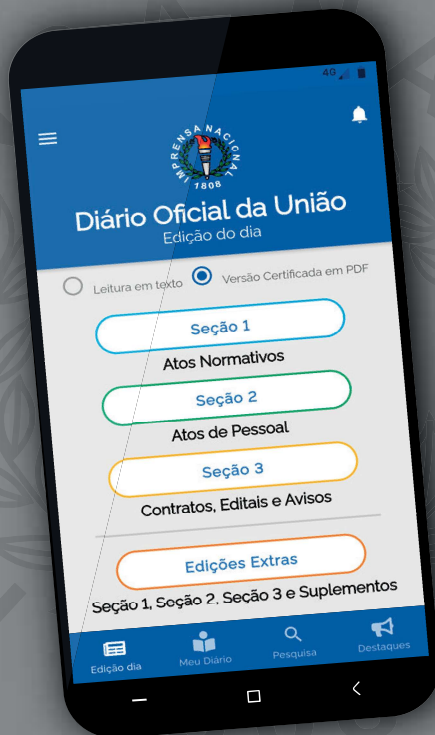 4G
IMPRENSA NACIONAL
1808
Diário Oficial da União
Edição do dia
Leitura em texto Versão Certificada em PDF
Seção 1
Atos Normativos
Seção 2
Atos de Pessoal
Seção 3
Contratos, Editais e Avisos
Edições Extras
Seção 1, Seção 2, Seção 3 e Suplementos
Edição dia Meu Diário Pesquisa Destaques